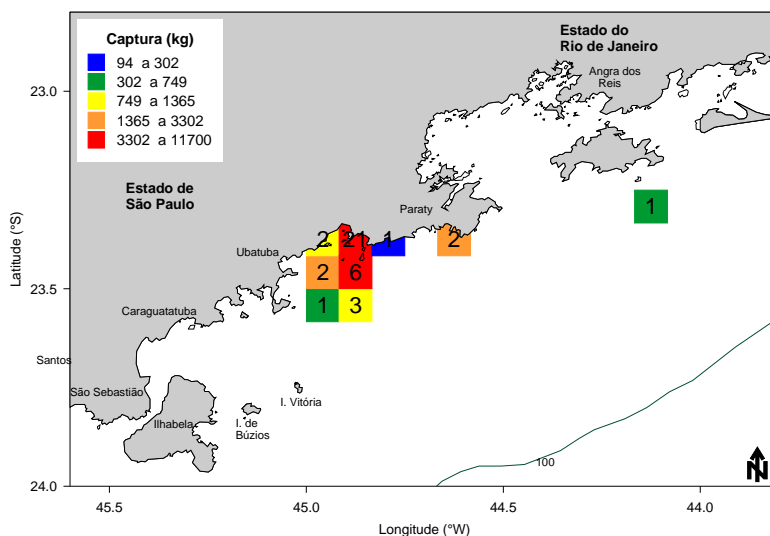 Captura (kg)
94 a 302
302 a 749
749 a 1365
1365 a 3302
3302 a 11700
Estado do
Rio de Janeiro
Angra dos
Reis
Estado de
São Paulo
Paraty
Ubatuba
Caraguatatuba
Santos
São Sebastião
Ilhabela
I. de
Búzios
I. Vitória
1
2
21
1
2
2
6
1
3
100
N
23.0
23.5
24.0
Latitude (°S)
45.5
45.0
44.5
44.0
Longitude (°W)